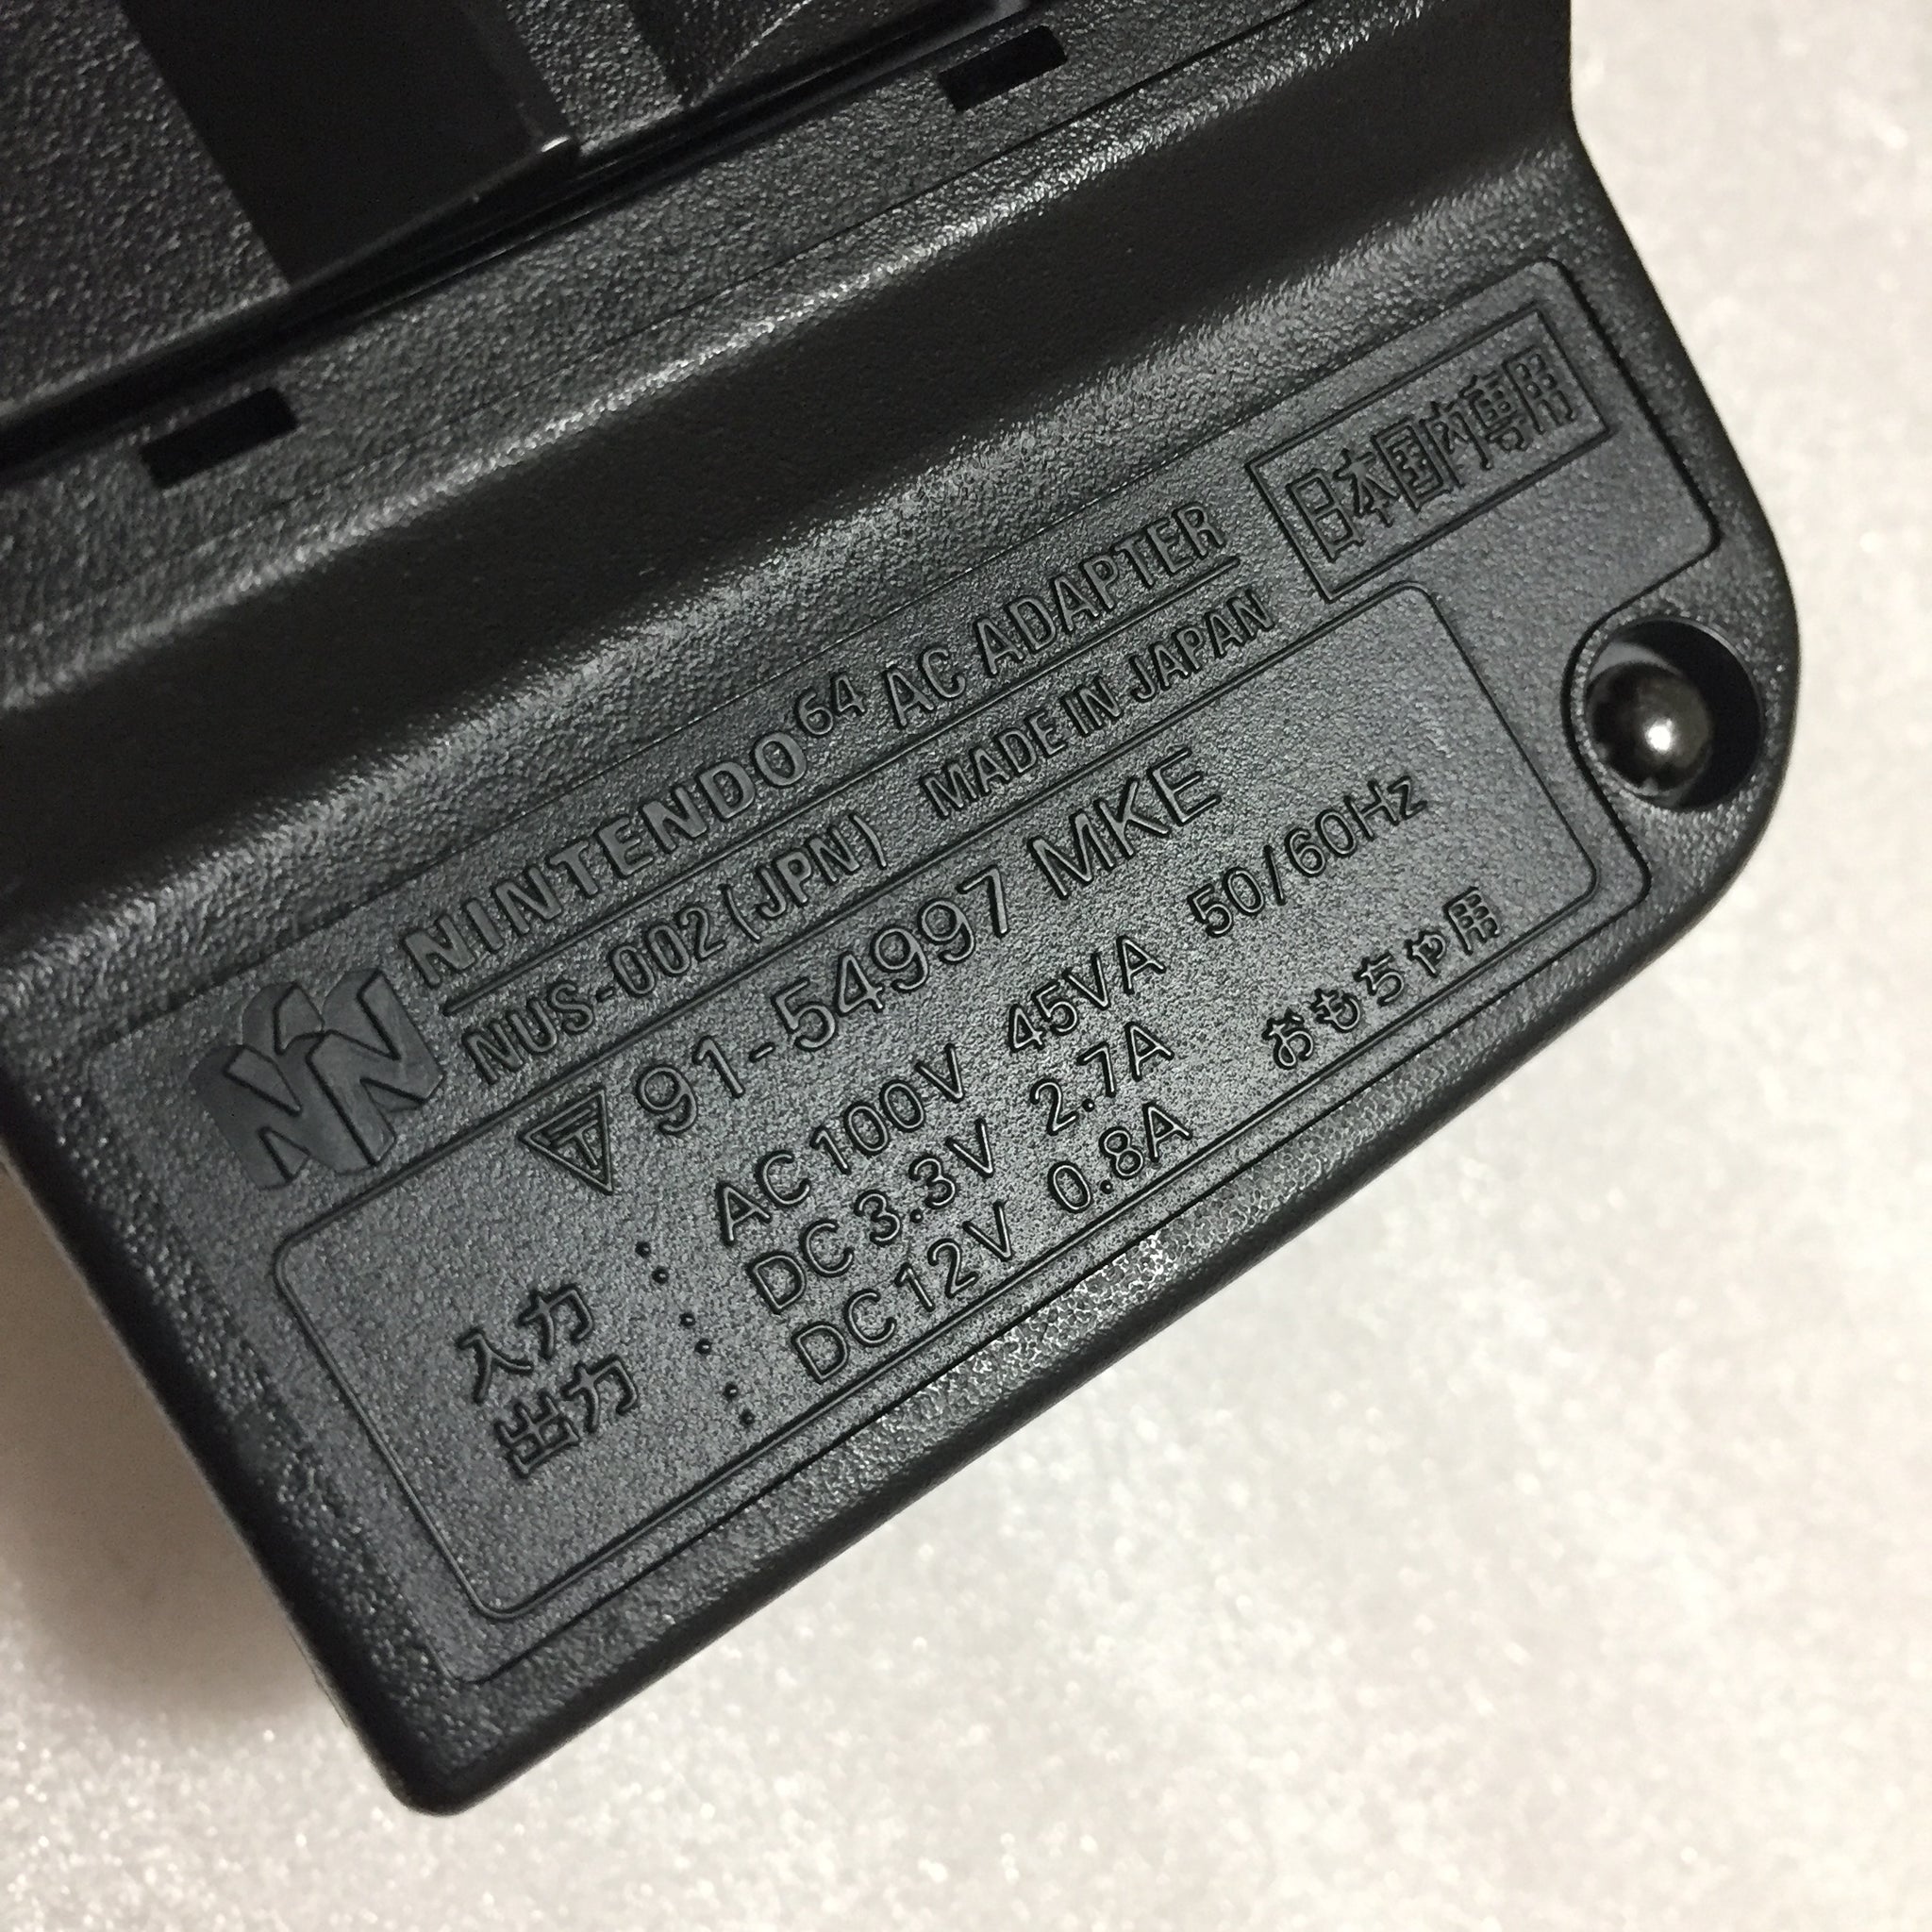 NINTENDO64 AC ADAPTER
日本国内専用
NUS-002(JPN) MADE IN JAPAN
T 91-54997 MKE
入力 : AC100V 45VA 50/60Hz
出力 : DC3.3V 2.7A
: DC12V 0.8A おもちゃ用